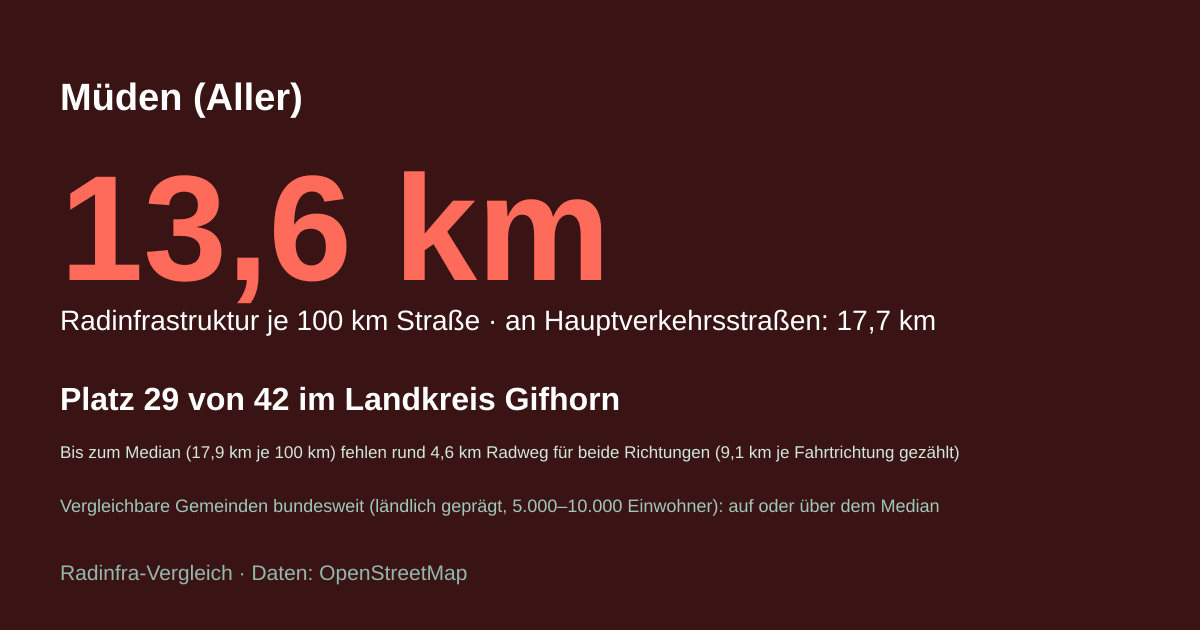 Müden (Aller)
13,6 km
Radinfrastruktur je 100 km Straße · an Hauptverkehrsstraßen: 17,7 km
Platz 29 von 42 im Landkreis Gifhorn
Bis zum Median (17,9 km je 100 km) fehlen rund 4,6 km Radweg für beide Richtungen (9,1 km je Fahrtrichtung gezählt)
Vergleichbare Gemeinden bundesweit (ländlich geprägt, 5.000–10.000 Einwohner): auf oder über dem Median
Radinfra-Vergleich · Daten: OpenStreetMap